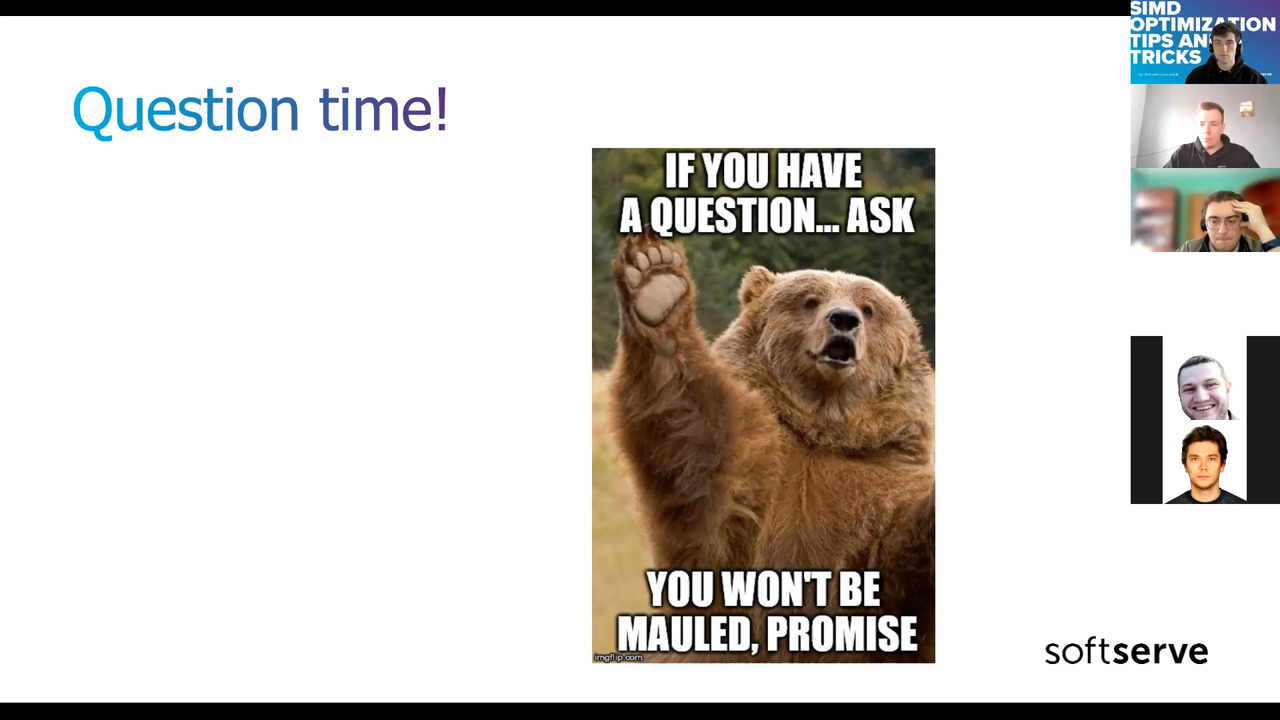 Question time!
IF YOU HAVE
A QUESTION... ASK
YOU WON'T BE
MAULED, PROMISE
imgflip.com
softserve
SIMD
OPTIMIZATION
TIPS AN
TRICKS